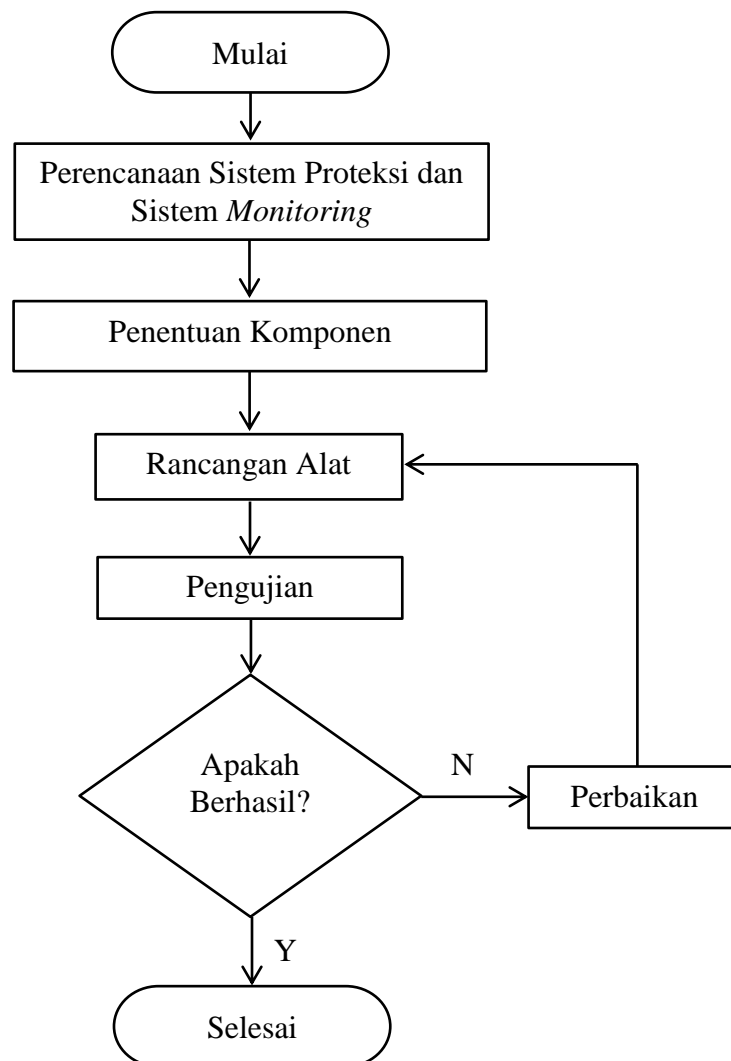 Mulai
Perencanaan Sistem Proteksi dan
Sistem Monitoring
Penentuan Komponen
Rancangan Alat
Pengujian
Apakah
Berhasil?
N
Perbaikan
Y
Selesai